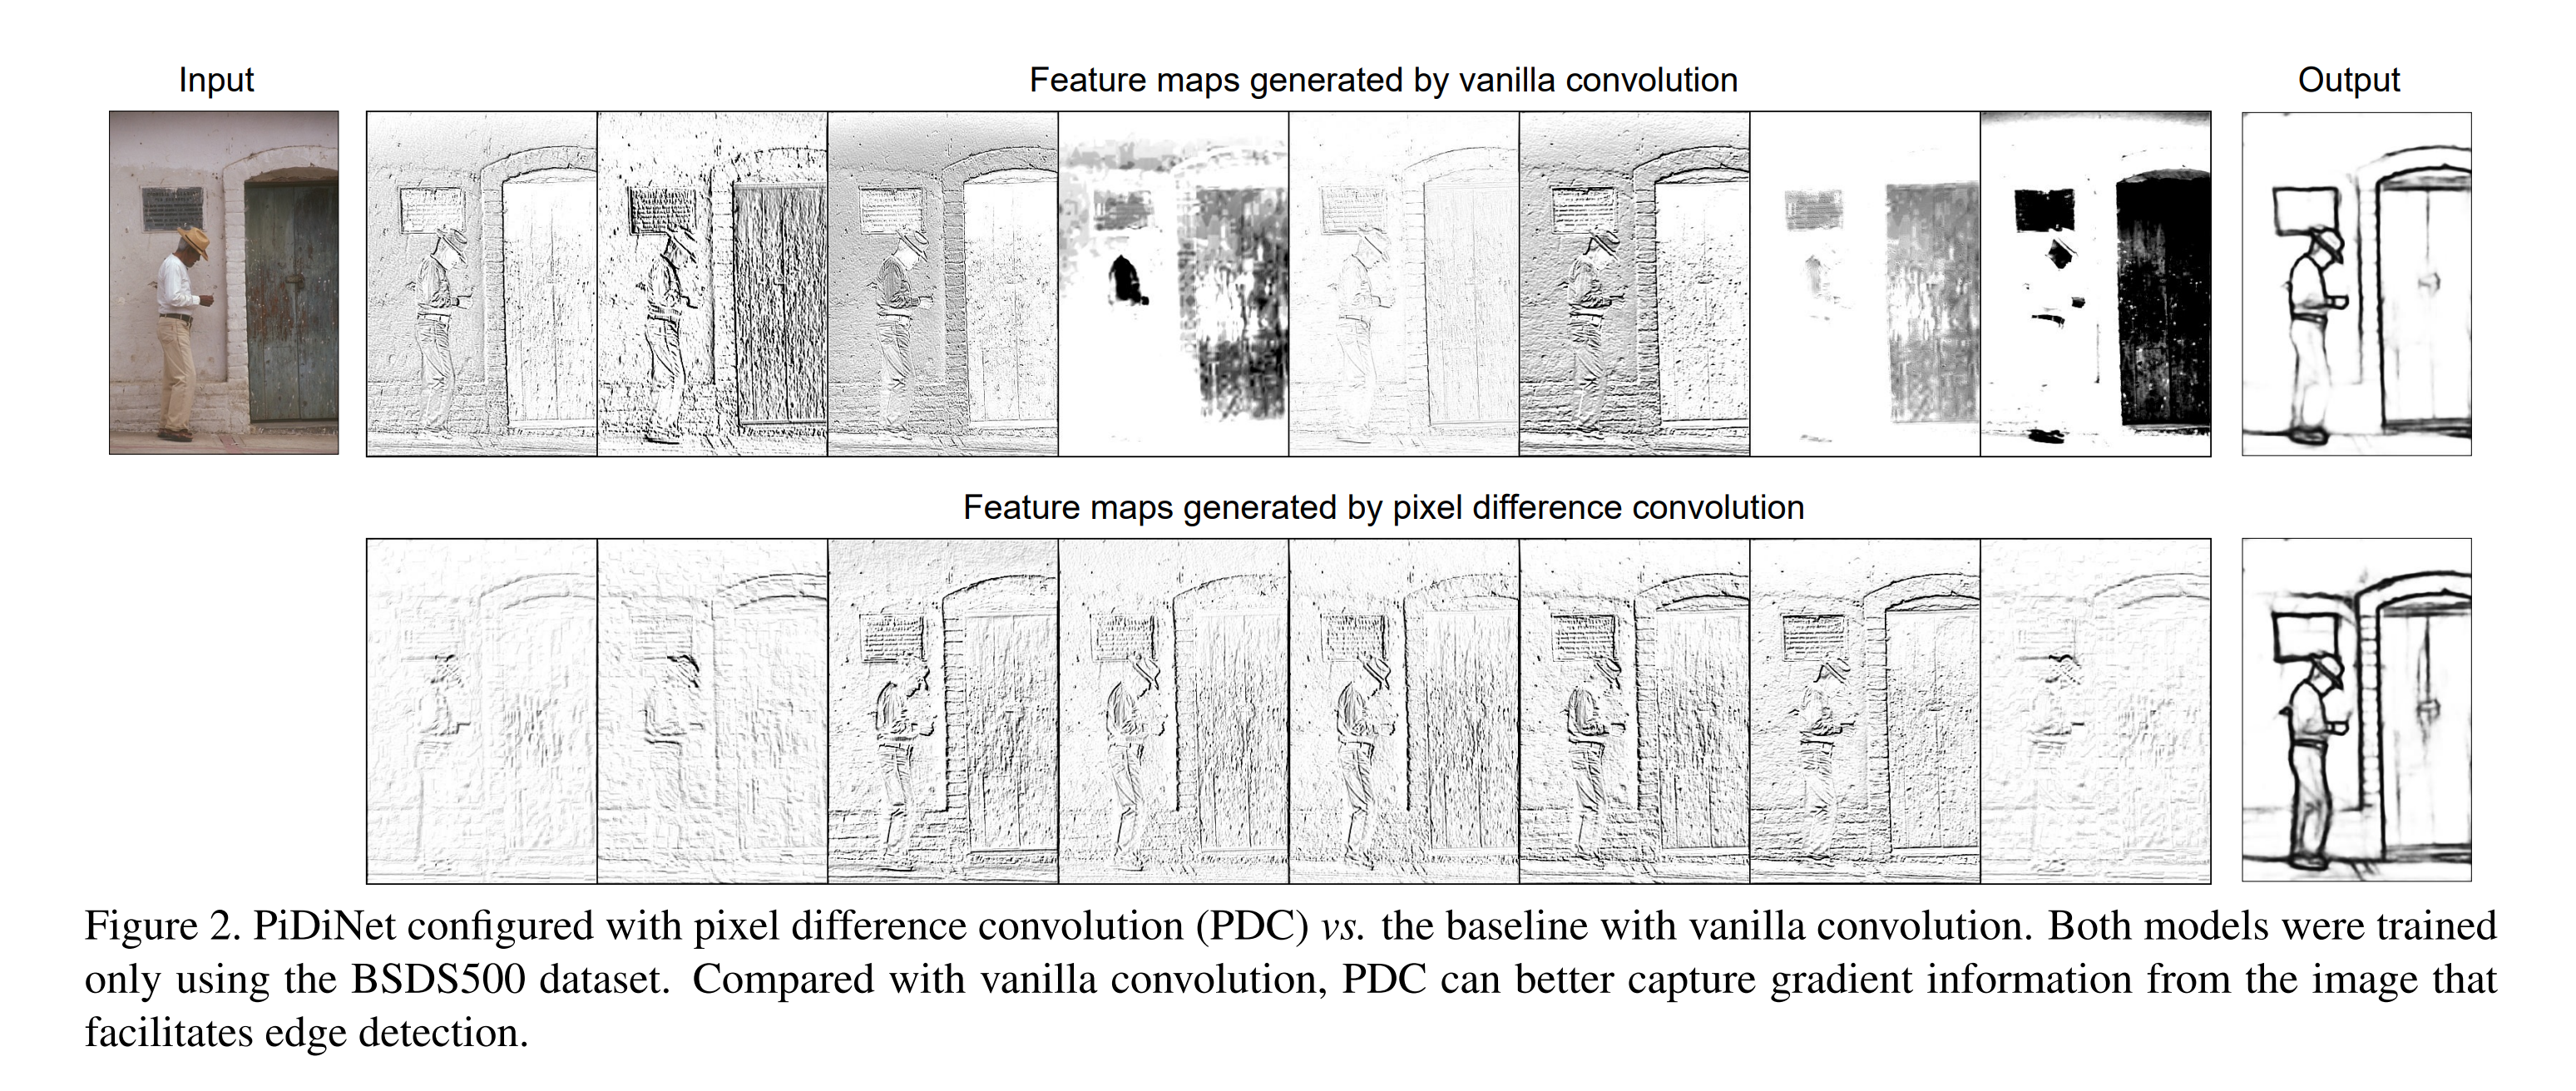 Input
Feature maps generated by vanilla convolution
Output
Feature maps generated by pixel difference convolution
Figure 2. PiDiNet configured with pixel difference convolution (PDC) vs. the baseline with vanilla convolution. Both models were trained
only using the BSDS500 dataset. Compared with vanilla convolution, PDC can better capture gradient information from the image that
facilitates edge detection.